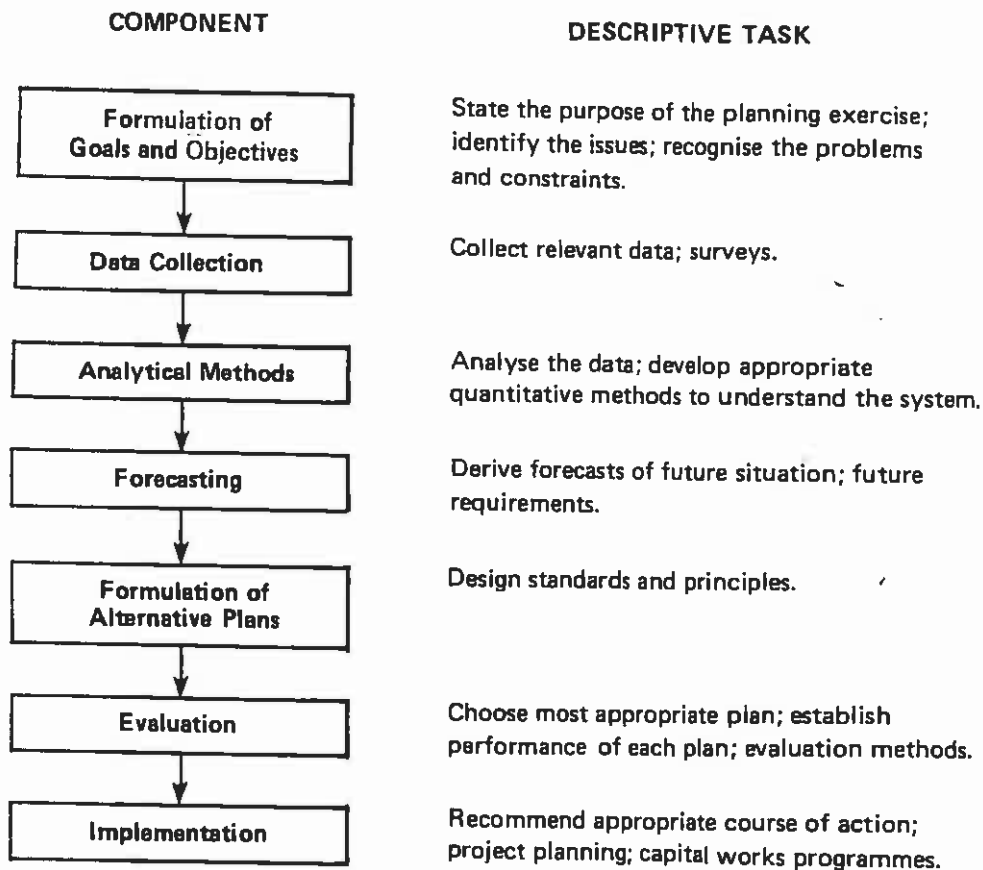 COMPONENT
DESCRIPTIVE TASK
Formulation of
Goals and Objectives
State the purpose of the planning exercise;
identify the issues; recognise the problems
and constraints.
Data Collection
Collect relevant data; surveys.
Analytical Methods
Analyse the data; develop appropriate
quantitative methods to understand the system.
Forecasting
Derive forecasts of future situation; future
requirements.
Formulation of
Alternative Plans
Design standards and principles.
Evaluation
Choose most appropriate plan; establish
performance of each plan; evaluation methods.
Implementation
Recommend appropriate course of action;
project planning; capital works programmes.